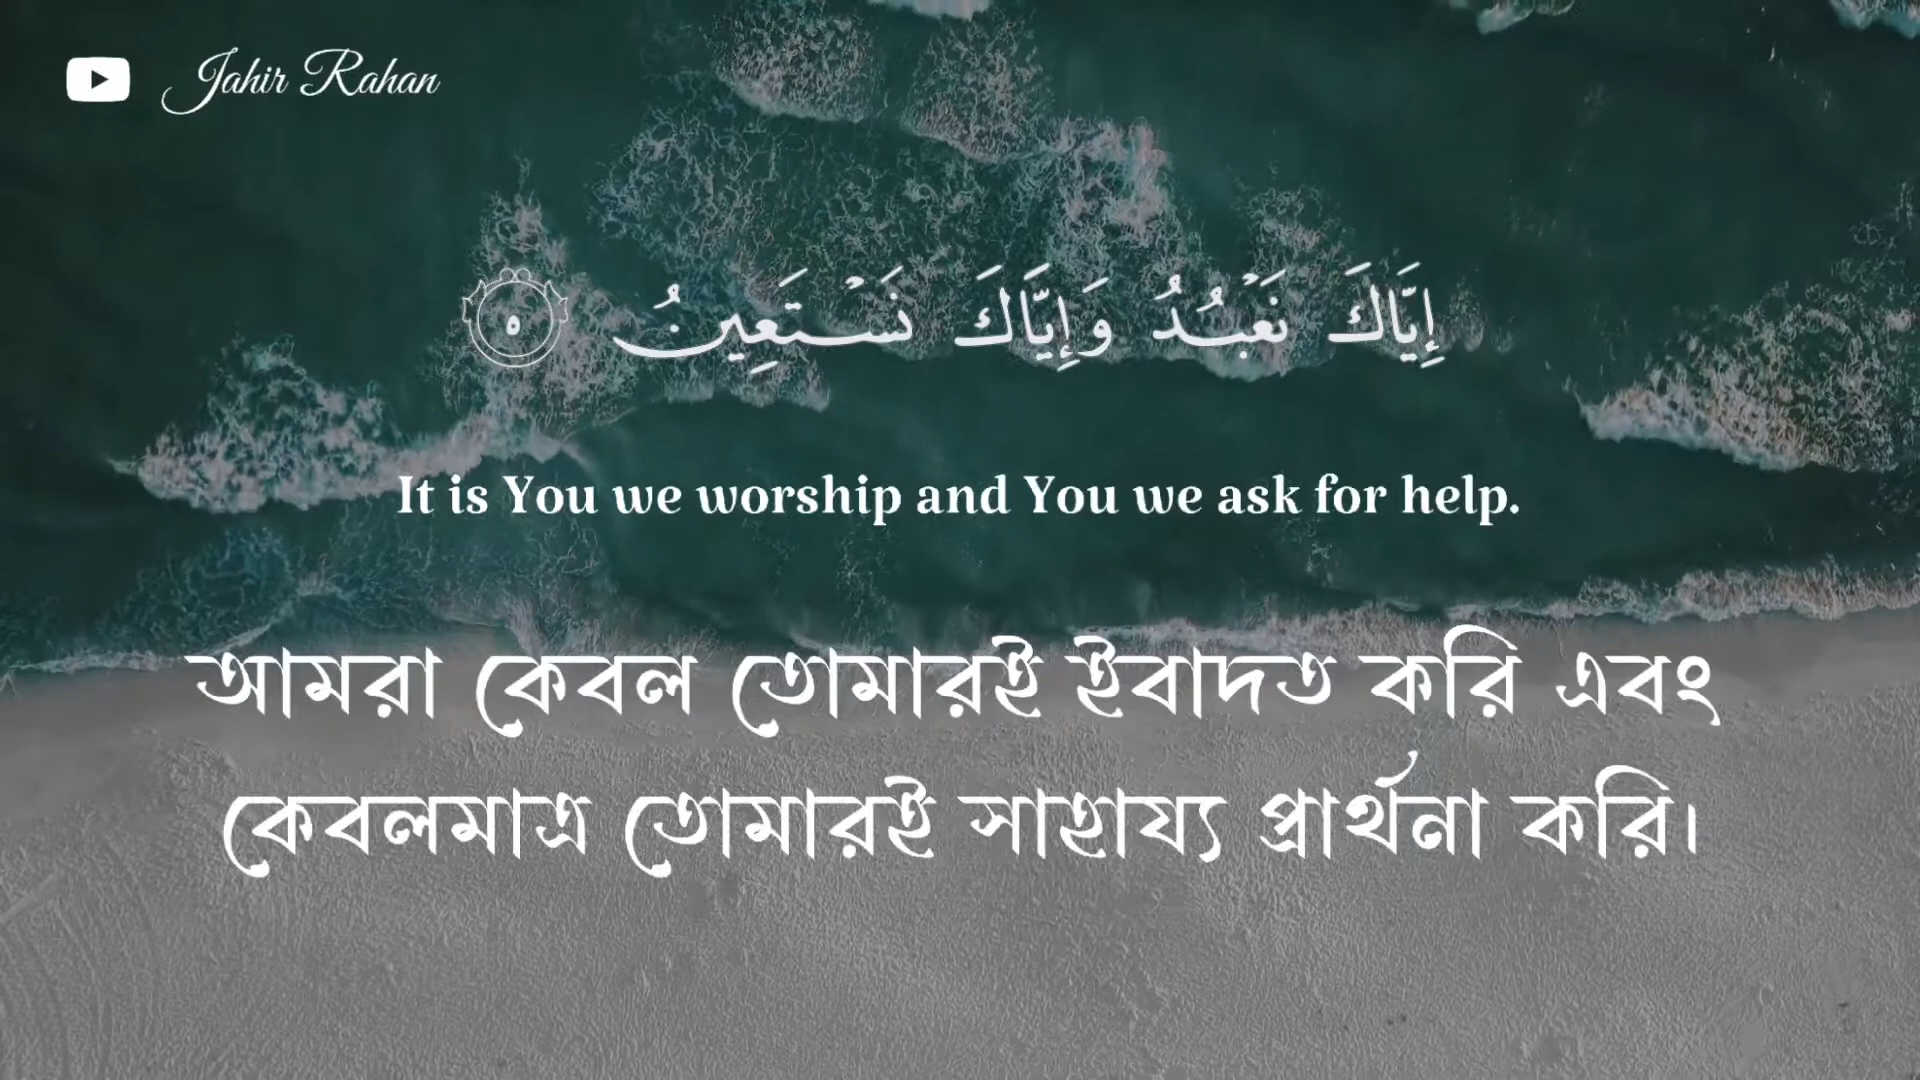 Jahir Rahan
إِيَّاكَ نَعْبُدُ وَإِيَّاكَ نَسْتَعِينُ ٥
It is You we worship and You we ask for help.
আমরা কেবল তোমারই ইবাদত করি এবং
কেবলমাত্র তোমারই সাহায্য প্রার্থনা করি।